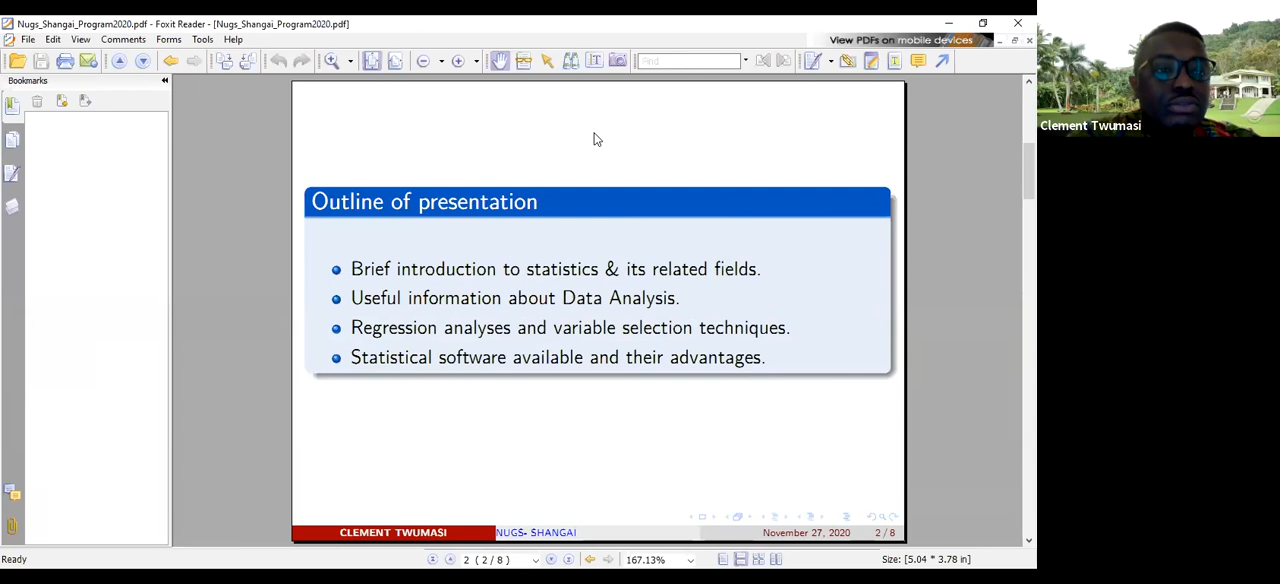 Nugs_Shangai_Program2020.pdf - Foxit Reader - [Nugs_Shangai_Program2020.pdf]
File Edit View Comments Forms Tools Help
View PDFs on mobile devices
Find
Bookmarks
Clement Twumasi
Outline of presentation
Brief introduction to statistics & its related fields.
Useful information about Data Analysis.
Regression analyses and variable selection techniques.
Statistical software available and their advantages.
CLEMENT TWUMASI NUGS- SHANGAI November 27, 2020 2 / 8
Ready 2 ( 2 / 8 ) 167.13% Size: [5.04 * 3.78 in]